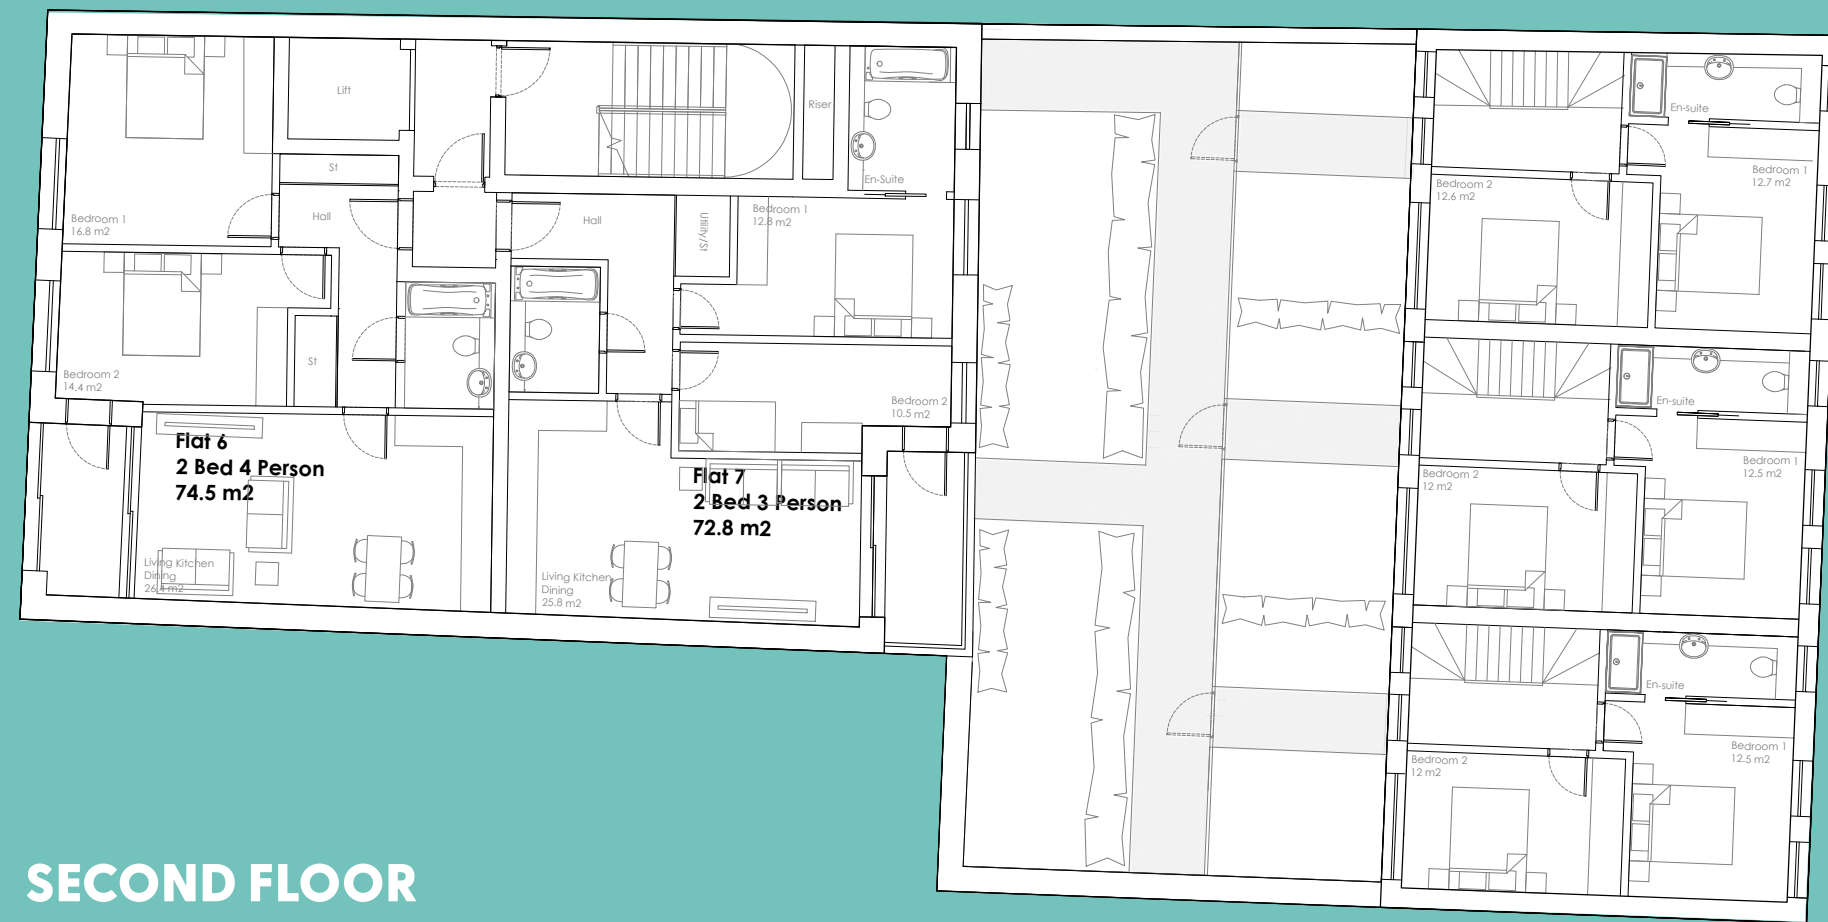 Lift
St
Hall
Bedroom 1
16.8 m2
Bedroom 2
14.4 m2
St
Flat 6
2 Bed 4 Person
74.5 m2
Living Kitchen
Dining
26.4 m2
Riser
En-Suite
Hall
Utility/St
Bedroom 1
12.8 m2
Bedroom 2
10.5 m2
Flat 7
2 Bed 3 Person
72.8 m2
Living Kitchen
Dining
25.8 m2
En-suite
Bedroom 1
12.7 m2
Bedroom 2
12.6 m2
En-suite
Bedroom 1
12.5 m2
Bedroom 2
12 m2
En-suite
Bedroom 1
12.5 m2
Bedroom 2
12 m2
SECOND FLOOR